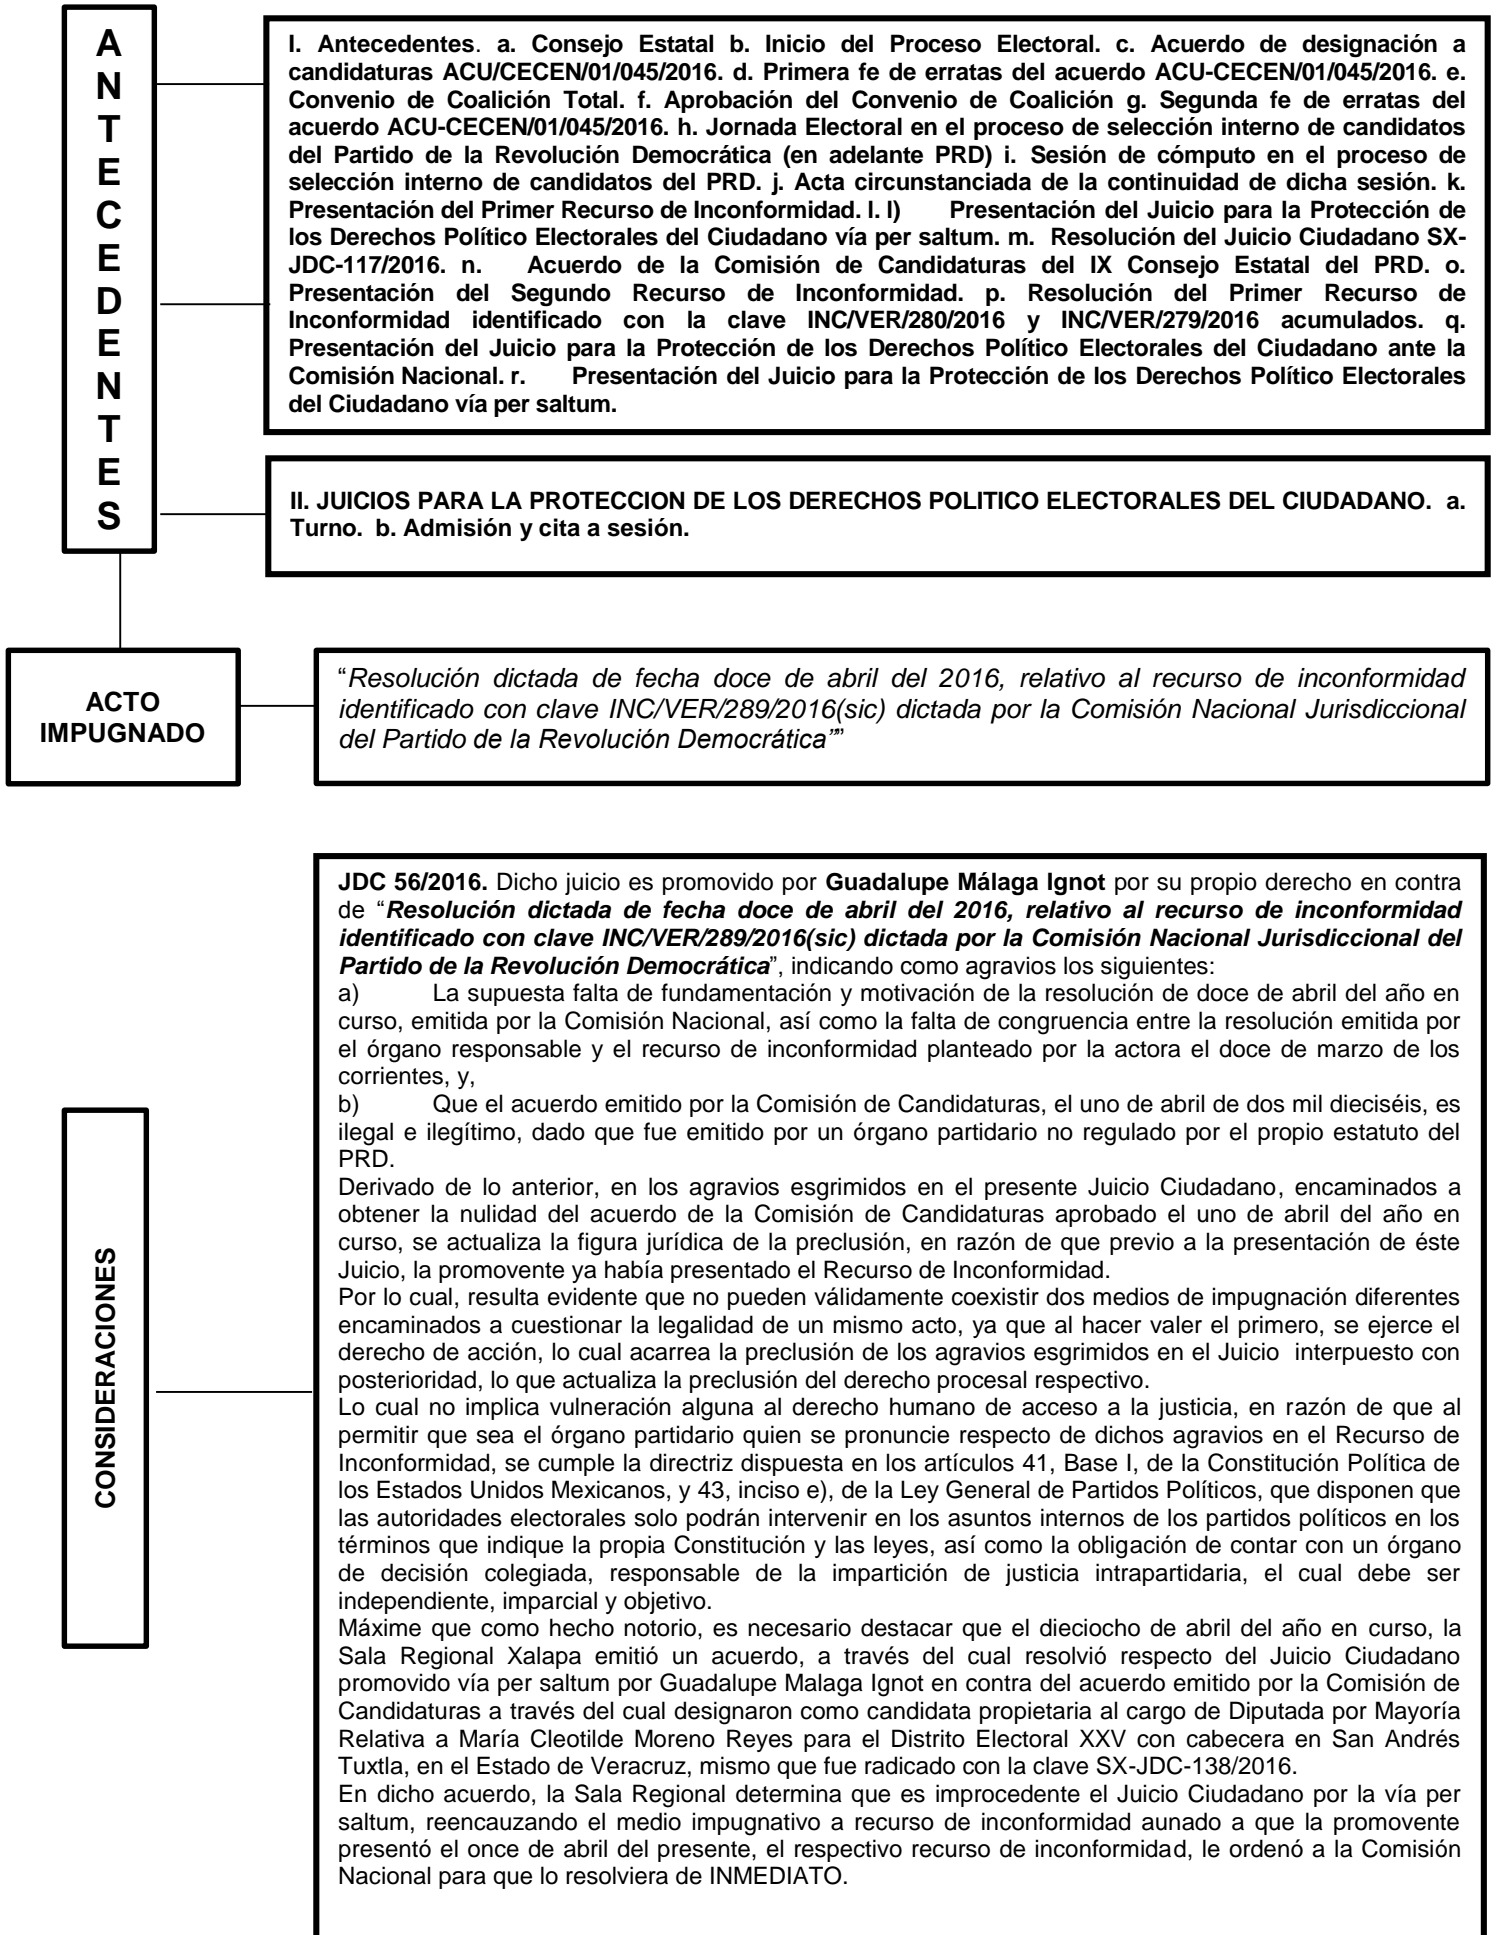 ANTECEDENTES
I. Antecedentes. a. Consejo Estatal b. Inicio del Proceso Electoral. c. Acuerdo de designación a
candidaturas ACU/CECEN/01/045/2016. d. Primera fe de erratas del acuerdo ACU-CECEN/01/045/2016. e.
Convenio de Coalición Total. f. Aprobación del Convenio de Coalición g. Segunda fe de erratas del
acuerdo ACU-CECEN/01/045/2016. h. Jornada Electoral en el proceso de selección interno de candidatos
del Partido de la Revolución Democrática (en adelante PRD) i. Sesión de cómputo en el proceso de
selección interno de candidatos del PRD. j. Acta circunstanciada de la continuidad de dicha sesión. k.
Presentación del Primer Recurso de Inconformidad. l. l) Presentación del Juicio para la Protección de
los Derechos Político Electorales del Ciudadano vía per saltum. m. Resolución del Juicio Ciudadano SX-
JDC-117/2016. n. Acuerdo de la Comisión de Candidaturas del IX Consejo Estatal del PRD. o.
Presentación del Segundo Recurso de Inconformidad. p. Resolución del Primer Recurso de
Inconformidad identificado con la clave INC/VER/280/2016 y INC/VER/279/2016 acumulados. q.
Presentación del Juicio para la Protección de los Derechos Político Electorales del Ciudadano ante la
Comisión Nacional. r. Presentación del Juicio para la Protección de los Derechos Político Electorales
del Ciudadano vía per saltum.
II. JUICIOS PARA LA PROTECCION DE LOS DERECHOS POLITICO ELECTORALES DEL CIUDADANO. a.
Turno. b. Admisión y cita a sesión.
ACTO
IMPUGNADO
“Resolución dictada de fecha doce de abril del 2016, relativo al recurso de inconformidad
identificado con clave INC/VER/289/2016(sic) dictada por la Comisión Nacional Jurisdiccional
del Partido de la Revolución Democrática””
CONSIDERACIONES
JDC 56/2016. Dicho juicio es promovido por Guadalupe Málaga Ignot por su propio derecho en contra
de “Resolución dictada de fecha doce de abril del 2016, relativo al recurso de inconformidad
identificado con clave INC/VER/289/2016(sic) dictada por la Comisión Nacional Jurisdiccional del
Partido de la Revolución Democrática”, indicando como agravios los siguientes:
a) La supuesta falta de fundamentación y motivación de la resolución de doce de abril del año en
curso, emitida por la Comisión Nacional, así como la falta de congruencia entre la resolución emitida por
el órgano responsable y el recurso de inconformidad planteado por la actora el doce de marzo de los
corrientes, y,
b) Que el acuerdo emitido por la Comisión de Candidaturas, el uno de abril de dos mil dieciséis, es
ilegal e ilegítimo, dado que fue emitido por un órgano partidario no regulado por el propio estatuto del
PRD.
Derivado de lo anterior, en los agravios esgrimidos en el presente Juicio Ciudadano, encaminados a
obtener la nulidad del acuerdo de la Comisión de Candidaturas aprobado el uno de abril del año en
curso, se actualiza la figura jurídica de la preclusión, en razón de que previo a la presentación de éste
Juicio, la promovente ya había presentado el Recurso de Inconformidad.
Por lo cual, resulta evidente que no pueden válidamente coexistir dos medios de impugnación diferentes
encaminados a cuestionar la legalidad de un mismo acto, ya que al hacer valer el primero, se ejerce el
derecho de acción, lo cual acarrea la preclusión de los agravios esgrimidos en el Juicio interpuesto con
posterioridad, lo que actualiza la preclusión del derecho procesal respectivo.
Lo cual no implica vulneración alguna al derecho humano de acceso a la justicia, en razón de que al
permitir que sea el órgano partidario quien se pronuncie respecto de dichos agravios en el Recurso de
Inconformidad, se cumple la directriz dispuesta en los artículos 41, Base I, de la Constitución Política de
los Estados Unidos Mexicanos, y 43, inciso e), de la Ley General de Partidos Políticos, que disponen que
las autoridades electorales solo podrán intervenir en los asuntos internos de los partidos políticos en los
términos que indique la propia Constitución y las leyes, así como la obligación de contar con un órgano
de decisión colegiada, responsable de la impartición de justicia intrapartidaria, el cual debe ser
independiente, imparcial y objetivo.
Máxime que como hecho notorio, es necesario destacar que el dieciocho de abril del año en curso, la
Sala Regional Xalapa emitió un acuerdo, a través del cual resolvió respecto del Juicio Ciudadano
promovido vía per saltum por Guadalupe Malaga Ignot en contra del acuerdo emitido por la Comisión de
Candidaturas a través del cual designaron como candidata propietaria al cargo de Diputada por Mayoría
Relativa a María Cleotilde Moreno Reyes para el Distrito Electoral XXV con cabecera en San Andrés
Tuxtla, en el Estado de Veracruz, mismo que fue radicado con la clave SX-JDC-138/2016.
En dicho acuerdo, la Sala Regional determina que es improcedente el Juicio Ciudadano por la vía per
saltum, reencauzando el medio impugnativo a recurso de inconformidad aunado a que la promovente
presentó el once de abril del presente, el respectivo recurso de inconformidad, le ordenó a la Comisión
Nacional para que lo resolviera de INMEDIATO.